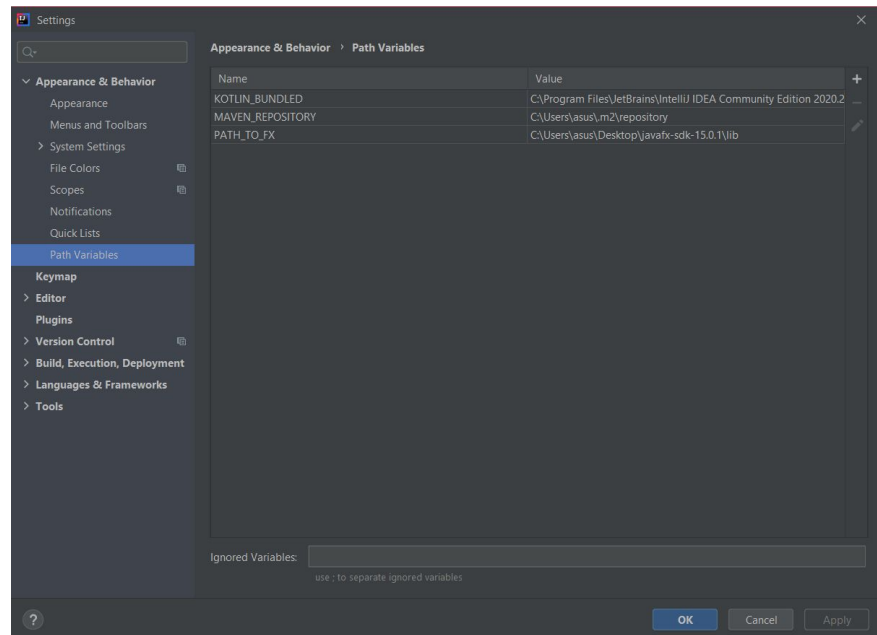 Settings
Appearance & Behavior › Path Variables
Appearance & Behavior
Appearance
Menus and Toolbars
System Settings
File Colors
Scopes
Notifications
Quick Lists
Path Variables
Keymap
Editor
Plugins
Version Control
Build, Execution, Deployment
Languages & Frameworks
Tools
Name Value
KOTLIN_BUNDLED C:\Program Files\JetBrains\IntelliJ IDEA Community Edition 2020.2
MAVEN_REPOSITORY C:\Users\asus\.m2\repository
PATH_TO_FX C:\Users\asus\Desktop\javafx-sdk-15.0.1\lib
Ignored Variables:
use ; to separate ignored variables
? OK Cancel Apply